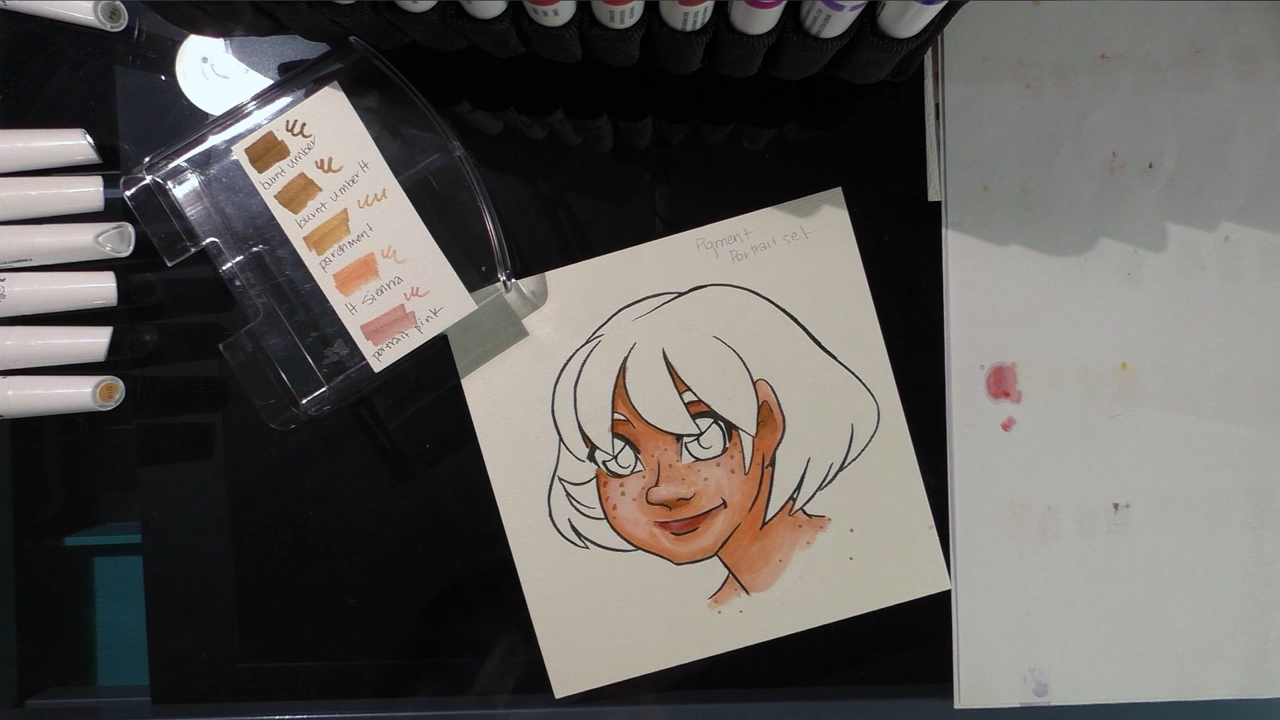 burnt umber
burnt umber lt
parchment
lt sienna
portrait pink
Pigment
Portrait set